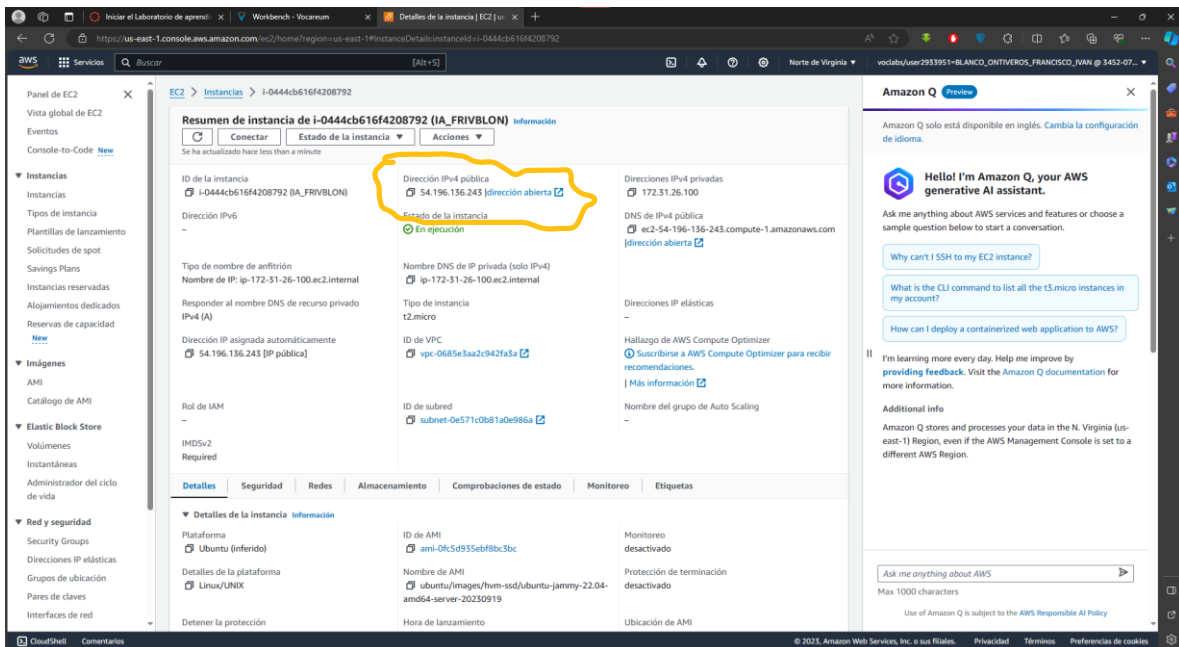 Iniciar el Laboratorio de aprendi
Workbench - Vocareum
Detalles de la instancia | EC2 | us
https://us-east-1.console.aws.amazon.com/ec2/home?region=us-east-1#InstanceDetails:instanceId=i-0444cb616f4208792
aws
Servicios
Buscar
[Alt+S]
Norte de Virginia
voclabs/user2933951=BLANCO_ONTIVEROS_FRANCISCO_IVAN @ 3452-07...
Panel de EC2
Vista global de EC2
Eventos
Console-to-Code New
Instancias
Instancias
Tipos de instancia
Plantillas de lanzamiento
Solicitudes de spot
Savings Plans
Instancias reservadas
Alojamientos dedicados
Reservas de capacidad
New
Imágenes
AMI
Catálogo de AMI
Elastic Block Store
Volúmenes
Instantáneas
Administrador del ciclo
de vida
Red y seguridad
Security Groups
Direcciones IP elásticas
Grupos de ubicación
Pares de claves
Interfaces de red
EC2 > Instancias > i-0444cb616f4208792
Resumen de instancia de i-0444cb616f4208792 (IA_FRIVBLON) Información
Conectar
Estado de la instancia
Acciones
Se ha actualizado hace less than a minute
ID de la instancia
i-0444cb616f4208792 (IA_FRIVBLON)
Dirección IPv4 pública
54.196.136.243 |dirección abierta
Direcciones IPv4 privadas
172.31.26.100
Dirección IPv6
–
Estado de la instancia
En ejecución
DNS de IPv4 pública
ec2-54-196-136-243.compute-1.amazonaws.com
|dirección abierta
Tipo de nombre de anfitrión
Nombre de IP: ip-172-31-26-100.ec2.internal
Nombre DNS de IP privada (solo IPv4)
ip-172-31-26-100.ec2.internal
Responder al nombre DNS de recurso privado
IPv4 (A)
Tipo de instancia
t2.micro
Direcciones IP elásticas
–
Dirección IP asignada automáticamente
54.196.136.243 [IP pública]
ID de VPC
vpc-0685e3aa2c942fa3a
Hallazgo de AWS Compute Optimizer
Suscribirse a AWS Compute Optimizer para recibir
recomendaciones.
| Más información
Rol de IAM
–
ID de subred
subnet-0e571c0b81a0e986a
Nombre del grupo de Auto Scaling
–
IMDSv2
Required
Detalles
Seguridad
Redes
Almacenamiento
Comprobaciones de estado
Monitoreo
Etiquetas
Detalles de la instancia Información
Plataforma
Ubuntu (inferido)
ID de AMI
ami-0fc5d935ebf8bc3bc
Monitoreo
desactivado
Detalles de la plataforma
Linux/UNIX
Nombre de AMI
ubuntu/images/hvm-ssd/ubuntu-jammy-22.04-
amd64-server-20230919
Protección de terminación
desactivado
Detener la protección
Hora de lanzamiento
Ubicación de AMI
Amazon Q Preview
Amazon Q solo está disponible en inglés. Cambia la configuración
de idioma.
Hello! I'm Amazon Q, your AWS
generative AI assistant.
Ask me anything about AWS services and features or choose a
sample question below to start a conversation.
Why can't I SSH to my EC2 instance?
What is the CLI command to list all the t3.micro instances in
my account?
How can I deploy a containerized web application to AWS?
I'm learning more every day. Help me improve by
providing feedback. Visit the Amazon Q documentation for
more information.
Additional info
Amazon Q stores and processes your data in the N. Virginia (us-
east-1) Region, even if the AWS Management Console is set to a
different AWS Region.
Ask me anything about AWS
Max 1000 characters
Use of Amazon Q is subject to the AWS Responsible AI Policy
CloudShell
Comentarios
© 2023, Amazon Web Services, Inc. o sus filiales.
Privacidad
Términos
Preferencias de cookies